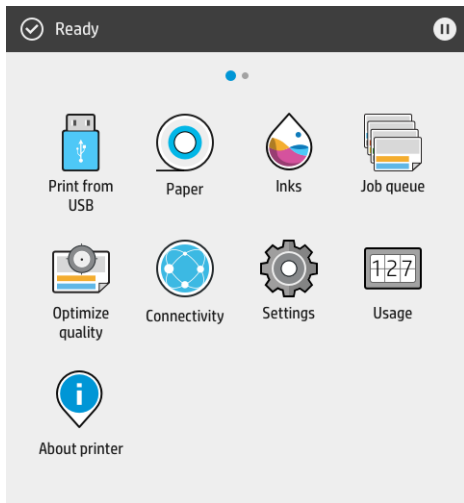 Ready
Print from
USB
Paper
Inks
Job queue
Optimize
quality
Connectivity
Settings
127
Usage
i
About printer